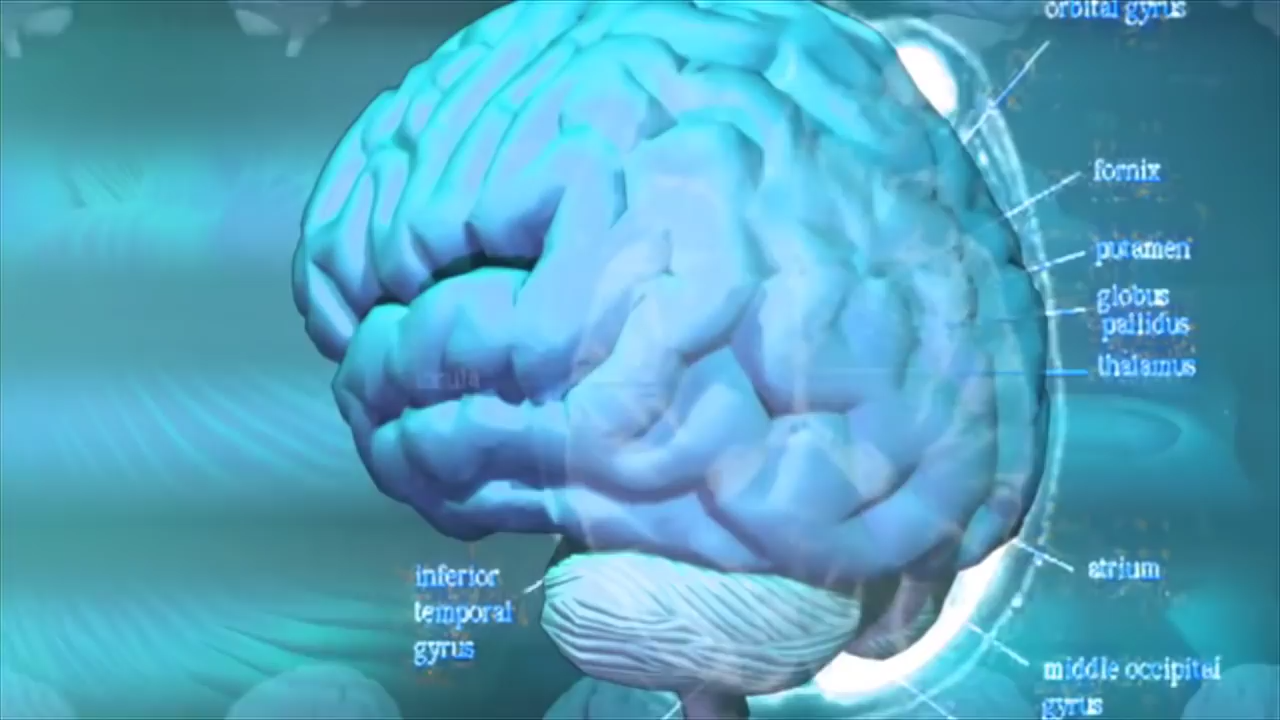 orbital gyrus
fornix
putamen
globus
pallidus
thalamus
atrium
inferior
temporal
gyrus
middle occipital
gyrus